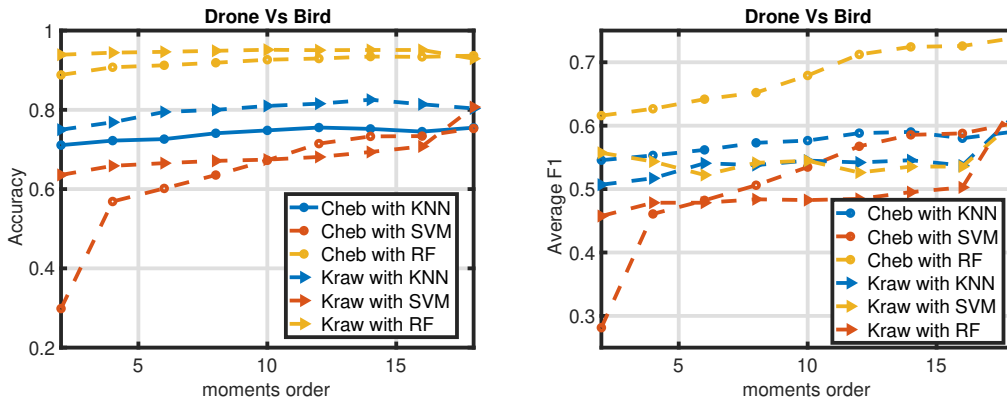 Drone Vs Bird
1
0.8
0.6
0.4
0.2
Accuracy
5
10
15
moments order
Cheb with KNN
Cheb with SVM
Cheb with RF
Kraw with KNN
Kraw with SVM
Kraw with RF
Drone Vs Bird
0.7
0.6
0.5
0.4
0.3
Average F1
5
10
15
moments order
Cheb with KNN
Cheb with SVM
Cheb with RF
Kraw with KNN
Kraw with SVM
Kraw with RF